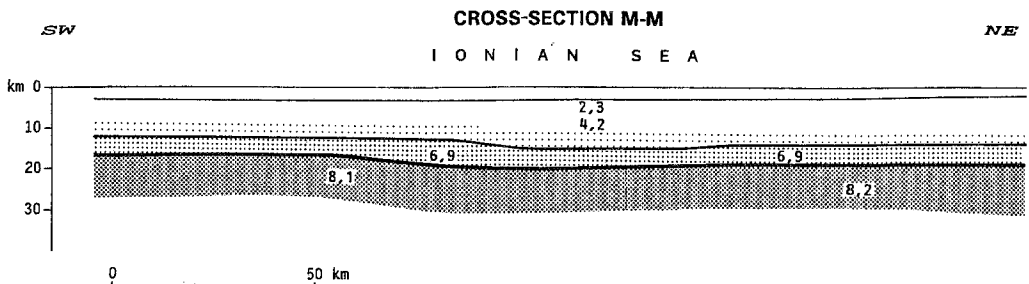 CROSS-SECTION M-M
SW NE
IONIAN SEA
km 0
2,3
4,2
10
6,9 6,9
20
8,1 8,2
30
0 50 km